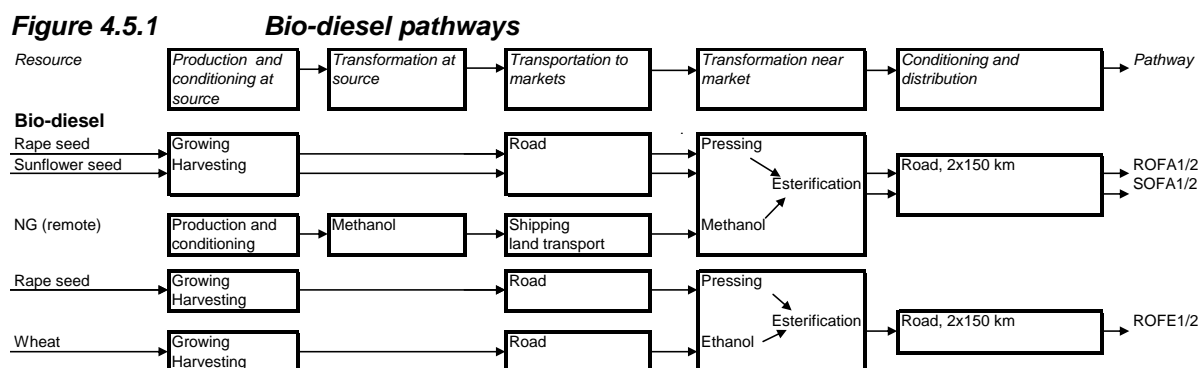 Figure 4.5.1 Bio-diesel pathways
Resource
Production and
conditioning at
source
Transformation at
source
Transportation to
markets
Transformation near
market
Conditioning and
distribution
Pathway
Bio-diesel
Rape seed
Sunflower seed
Growing
Harvesting
Road
Pressing
Esterification
Methanol
Road, 2x150 km
ROFA1/2
SOFA1/2
NG (remote)
Production and
conditioning
Methanol
Shipping
land transport
Rape seed
Growing
Harvesting
Road
Pressing
Esterification
Ethanol
Road, 2x150 km
ROFE1/2
Wheat
Growing
Harvesting
Road